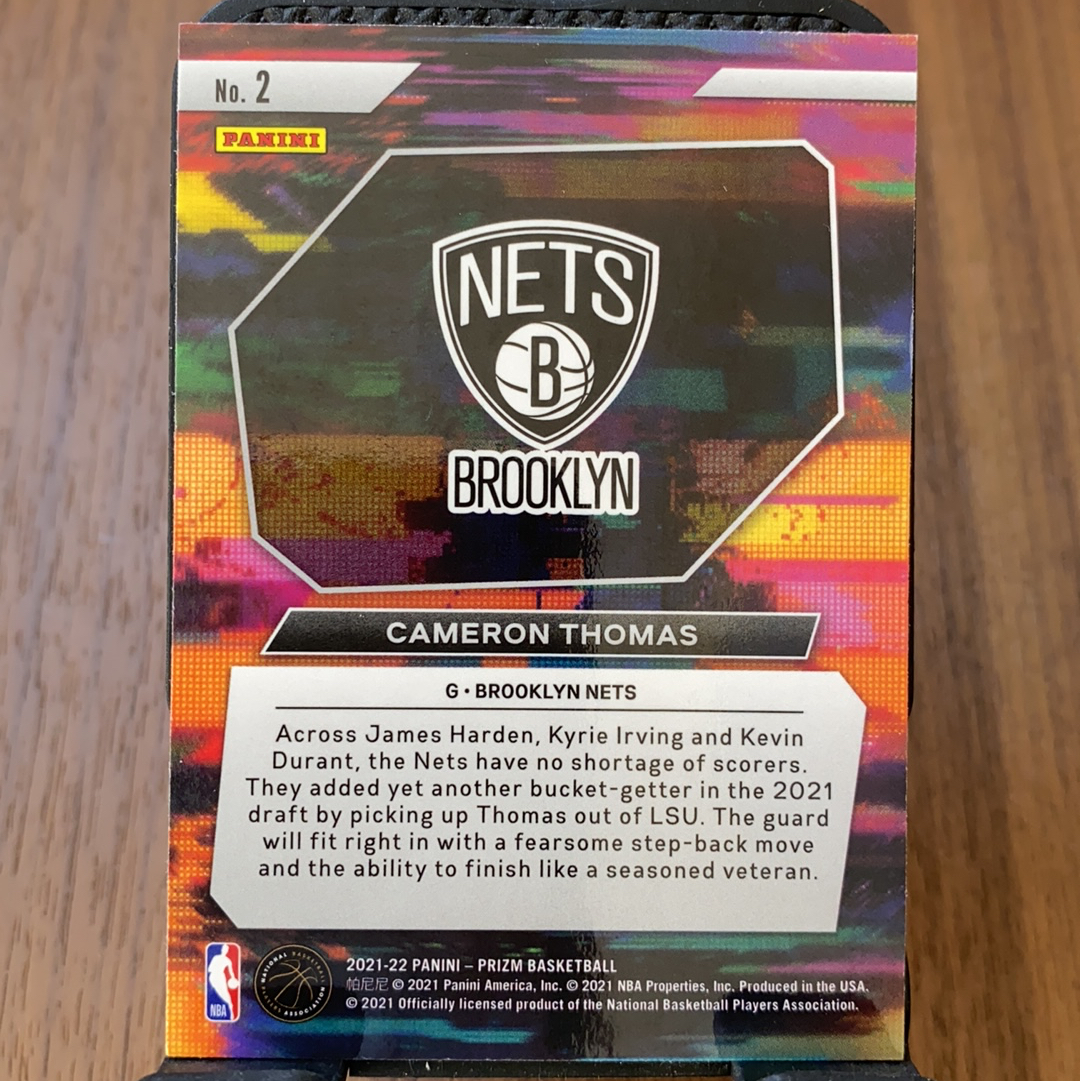 No. 2
PANINI
NETS
B
BROOKLYN
CAMERON THOMAS
G • BROOKLYN NETS
Across James Harden, Kyrie Irving and Kevin
Durant, the Nets have no shortage of scorers.
They added yet another bucket-getter in the 2021
draft by picking up Thomas out of LSU. The guard
will fit right in with a fearsome step-back move
and the ability to finish like a seasoned veteran.
NBA
NATIONAL BASKETBALL PLAYERS ASSOCIATION
2021-22 PANINI – PRIZM BASKETBALL
帕尼尼 © 2021 Panini America, Inc. © 2021 NBA Properties, Inc. Produced in the USA.
© 2021 Officially licensed product of the National Basketball Players Association.